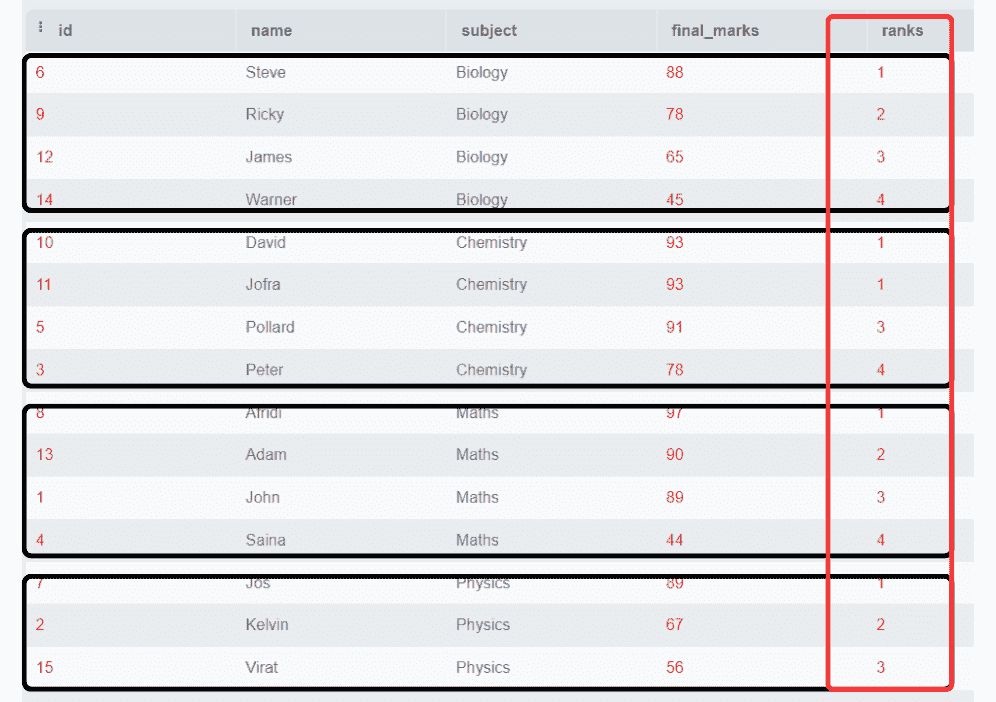 id name subject final_marks ranks
6 Steve Biology 88 1
9 Ricky Biology 78 2
12 James Biology 65 3
14 Warner Biology 45 4
10 David Chemistry 93 1
11 Jofra Chemistry 93 1
5 Pollard Chemistry 91 3
3 Peter Chemistry 78 4
8 Afridi Maths 97 1
13 Adam Maths 90 2
1 John Maths 89 3
4 Saina Maths 44 4
7 Jos Physics 89 1
2 Kelvin Physics 67 2
15 Virat Physics 56 3